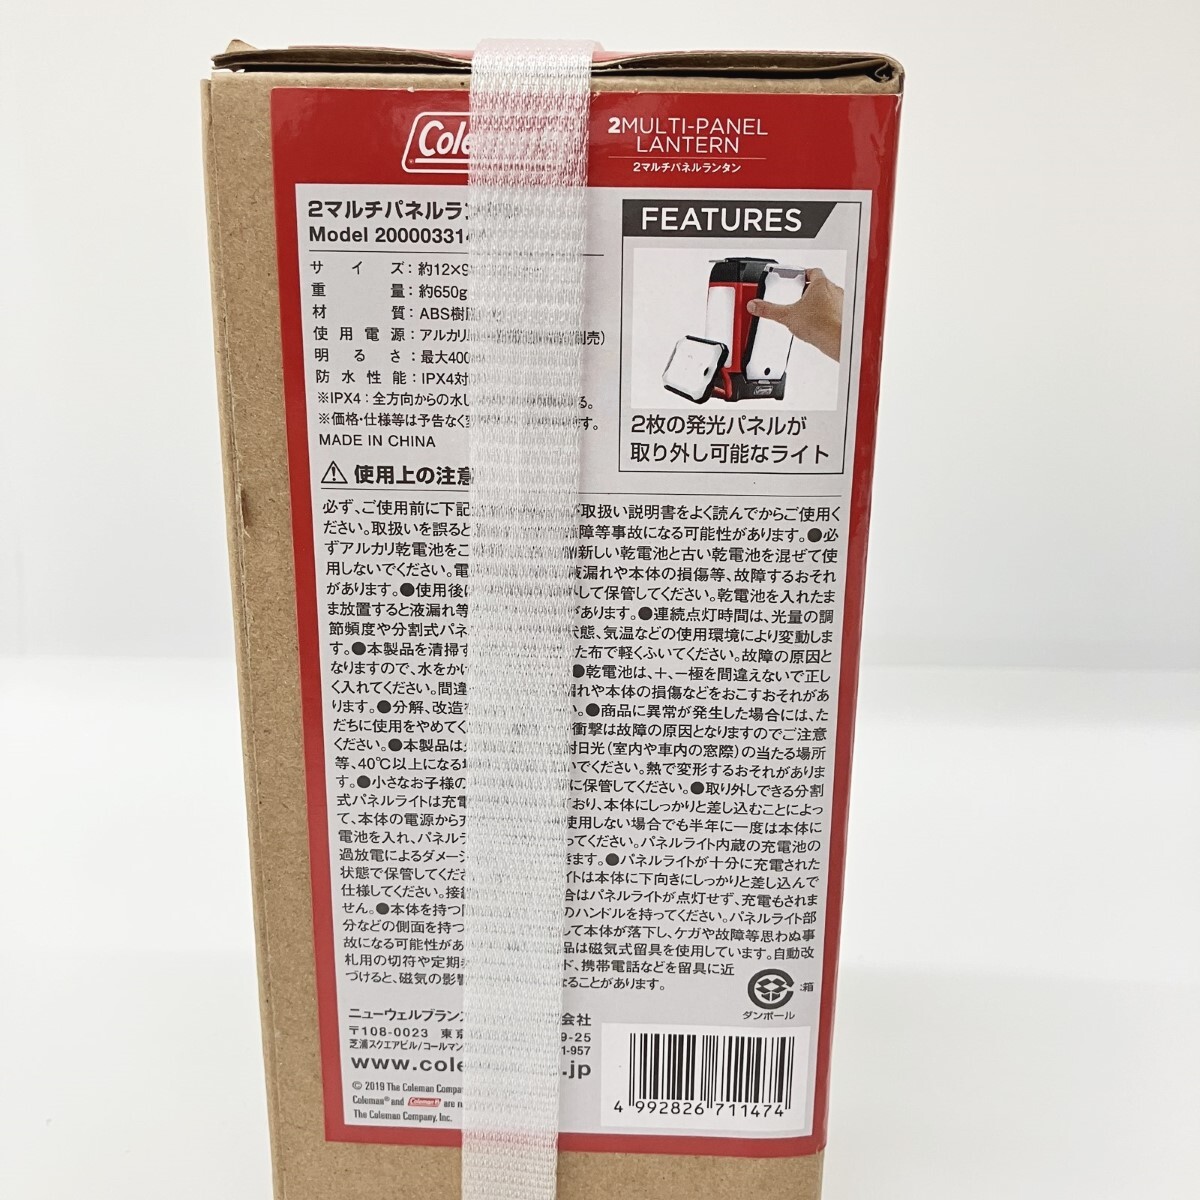 Coleman
2MULTI-PANEL
LANTERN
2マルチパネルランタン
2マルチパネルラン
Model 200003314
サイズ:約12×9
重量:約650g
材質:ABS樹脂
使用電源:アルカリ 別売)
明るさ:最大400
防水性能:IPX4対
※IPX4:全方向からの水し る。
※価格・仕様等は予告なく変 ます。
MADE IN CHINA
FEATURES
2枚の発光パネルが
取り外し可能なライト
⚠使用上の注意
必ず、ご使用前に下記 取扱い説明書をよく読んでからご使用く
ださい。取扱いを誤ると 故障等事故になる可能性があります。●必
ずアルカリ乾電池をご 新しい乾電池と古い乾電池を混ぜて使
用しないでください。電 液漏れや本体の損傷等、故障するおそれ
があります。●使用後は して保管してください。乾電池を入れたま
ま放置すると液漏れ等 があります。●連続点灯時間は、光量の調
節頻度や分割式パネ 状態、気温などの使用環境により変動しま
す。●本製品を清掃す た布で軽くふいてください。故障の原因と
なりますので、水をかけ ●乾電池は、+、-極を間違えないで正し
く入れてください。間違 漏れや本体の損傷などをおこすおそれがあ
ります。●分解、改造 い。●商品に異常が発生した場合には、た
だちに使用をやめてく 衝撃は故障の原因となりますのでご注意
ください。●本製品は 射日光(室内や車内の窓際)の当たる場所
等、40℃以上になる場 いでください。熱で変形するおそれがありま
す。●小さなお子様の に保管してください。●取り外しできる分割
式パネルライトは充電 ており、本体にしっかりと差し込むことによっ
て、本体の電源から充 使用しない場合でも半年に一度は本体に
電池を入れ、パネルラ ってください。パネルライト内蔵の充電池の
過放電によるダメージ きます。●パネルライトが十分に充電された
状態で保管してくださ イトは本体に下向きにしっかりと差し込んで
仕様してください。接続 合はパネルライトが点灯せず、充電もされま
せん。●本体を持つ際 のハンドルを持ってください。パネルライト部
分などの側面を持つ して本体が落下し、ケガや故障等思わぬ事
故になる可能性があ 品は磁気式留具を使用しています。自動改
札用の切符や定期 ド、携帯電話などを留具に近
づけると、磁気の影響 なることがあります。
:箱
ダンボール
ニューウェルブランズ 会社
〒108-0023 東京 9-25
芝浦スクエアビル/コールマン 1-957
www.cole .jp
© 2019 The Coleman Compa
Coleman® and Coleman® are re
The Coleman Company, Inc.
4 992826 711474